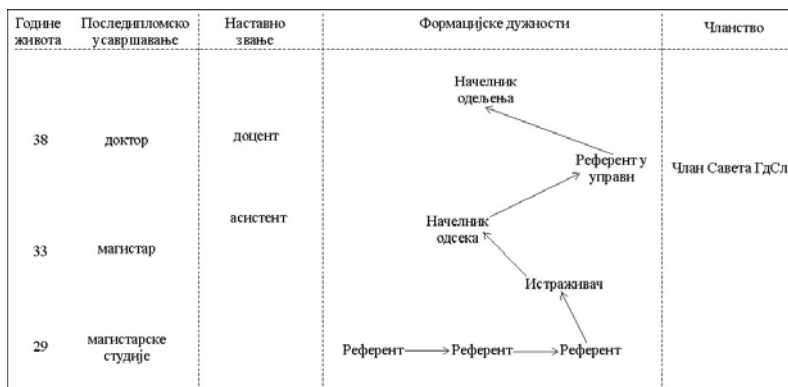 Године живота
Последипломско усавршавање
Наставно звање
Формацијске дужности
Чланство
Начелник одељења
38
доктор
доцент
Референт у управи
Члан Савета ГдСл
асистент
Начелник одсека
33
магистар
Истраживач
29
магистарске студије
Референт
Референт
Референт